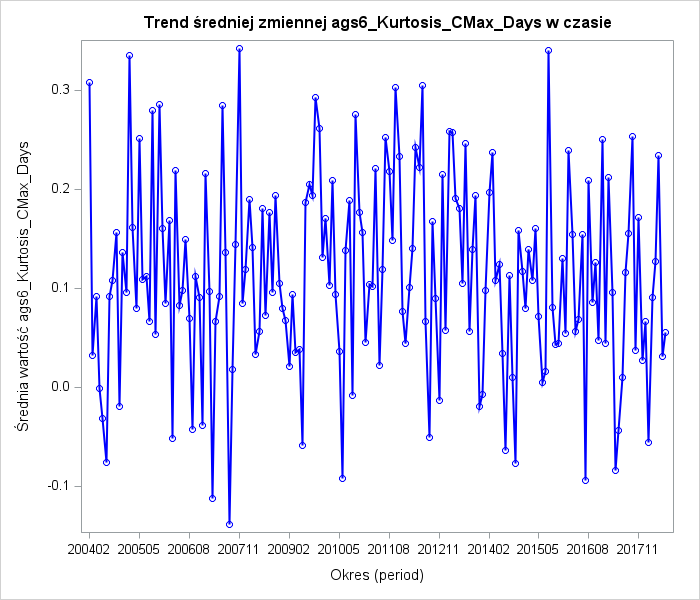 Trend średniej zmiennej ags6_Kurtosis_CMax_Days w czasie
Średnia wartość ags6_Kurtosis_CMax_Days
0.3
0.2
0.1
0.0
-0.1
200402 200505 200608 200711 200902 201005 201108 201211 201402 201505 201608 201711
Okres (period)